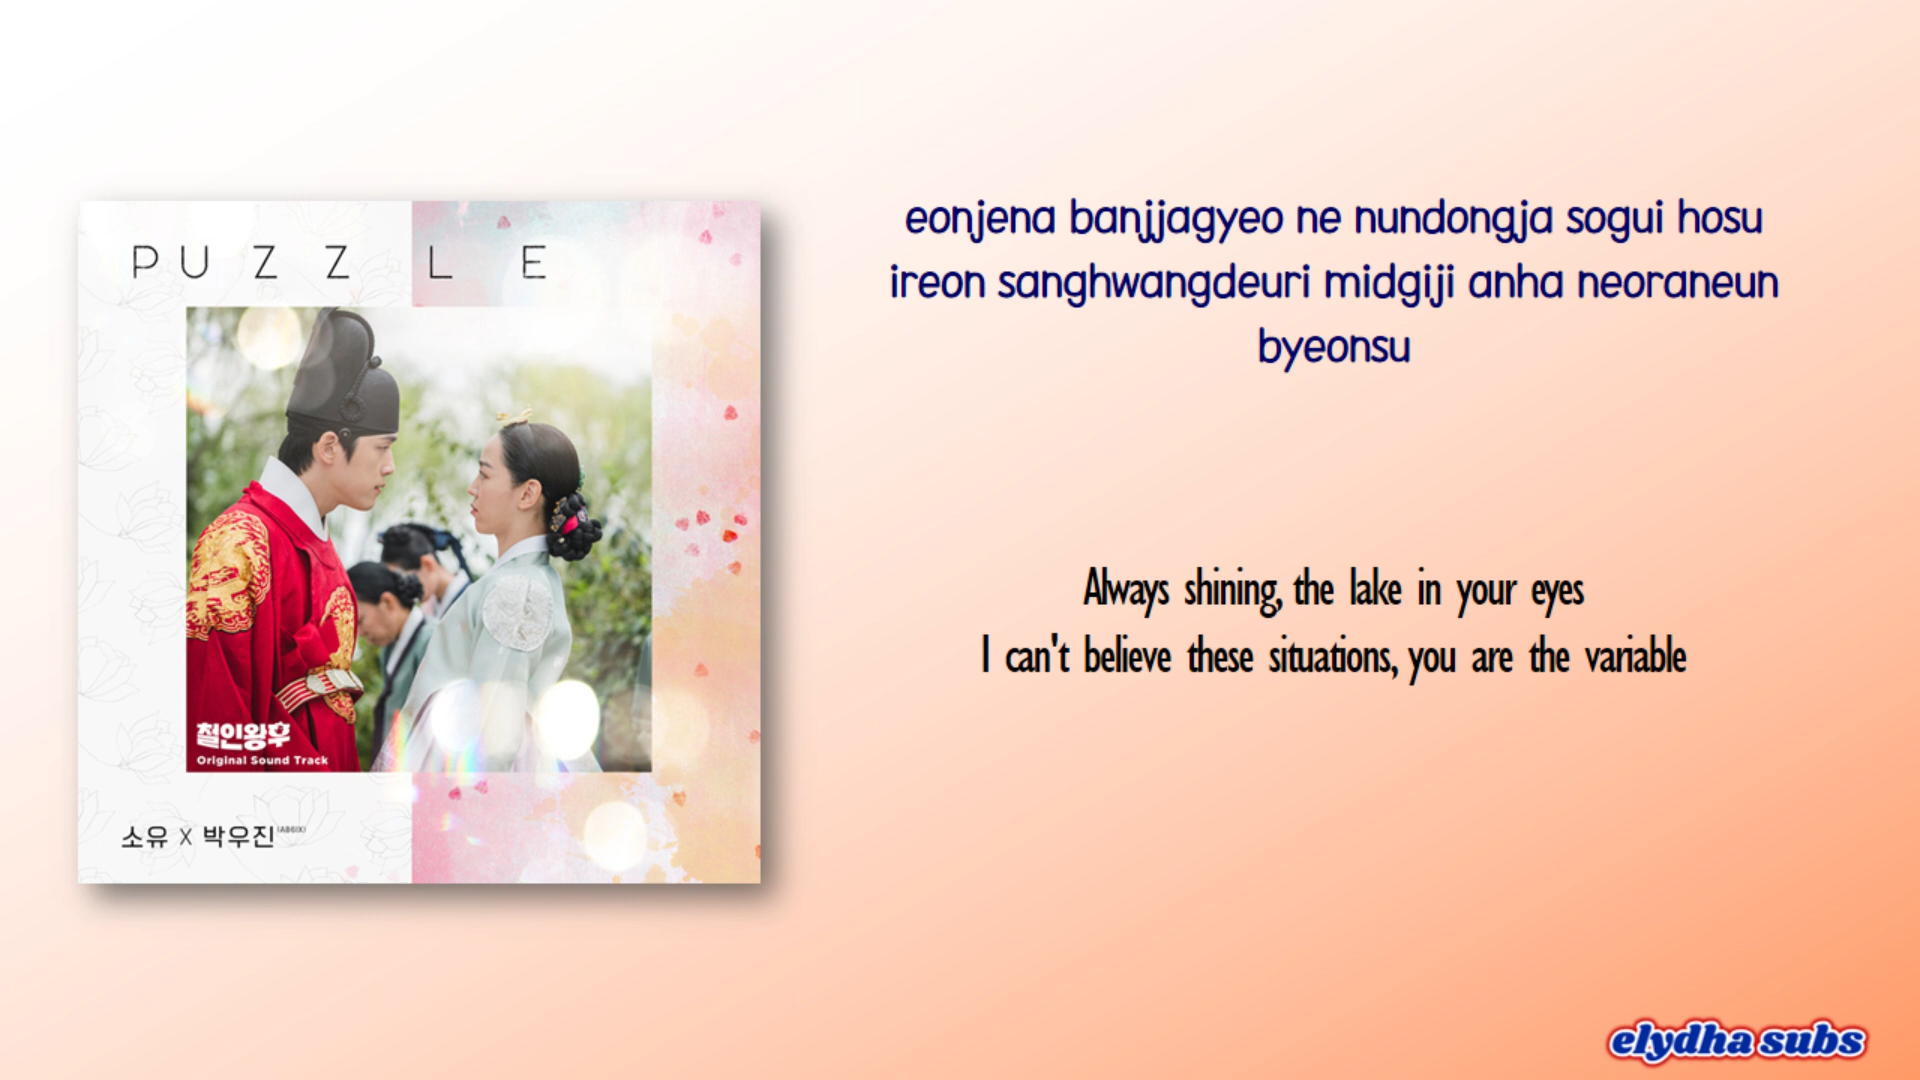 PUZZLE
철인왕후
Original Sound Track
소유 X 박우진 (AB6IX)
eonjena banjjagyeo ne nundongja sogui hosu
ireon sanghwangdeuri midgiji anha neoraneun
byeonsu
Always shining, the lake in your eyes
I can't believe these situations, you are the variable
elydha subs